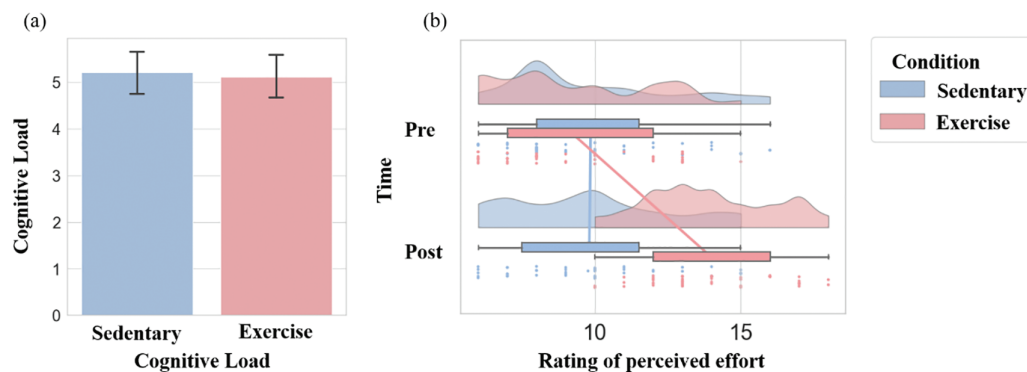 (a)
Cognitive Load
5
4
3
2
1
0
Sedentary Exercise
Cognitive Load
(b)
Time
Pre
Post
10 15
Rating of perceived effort
Condition
Sedentary
Exercise